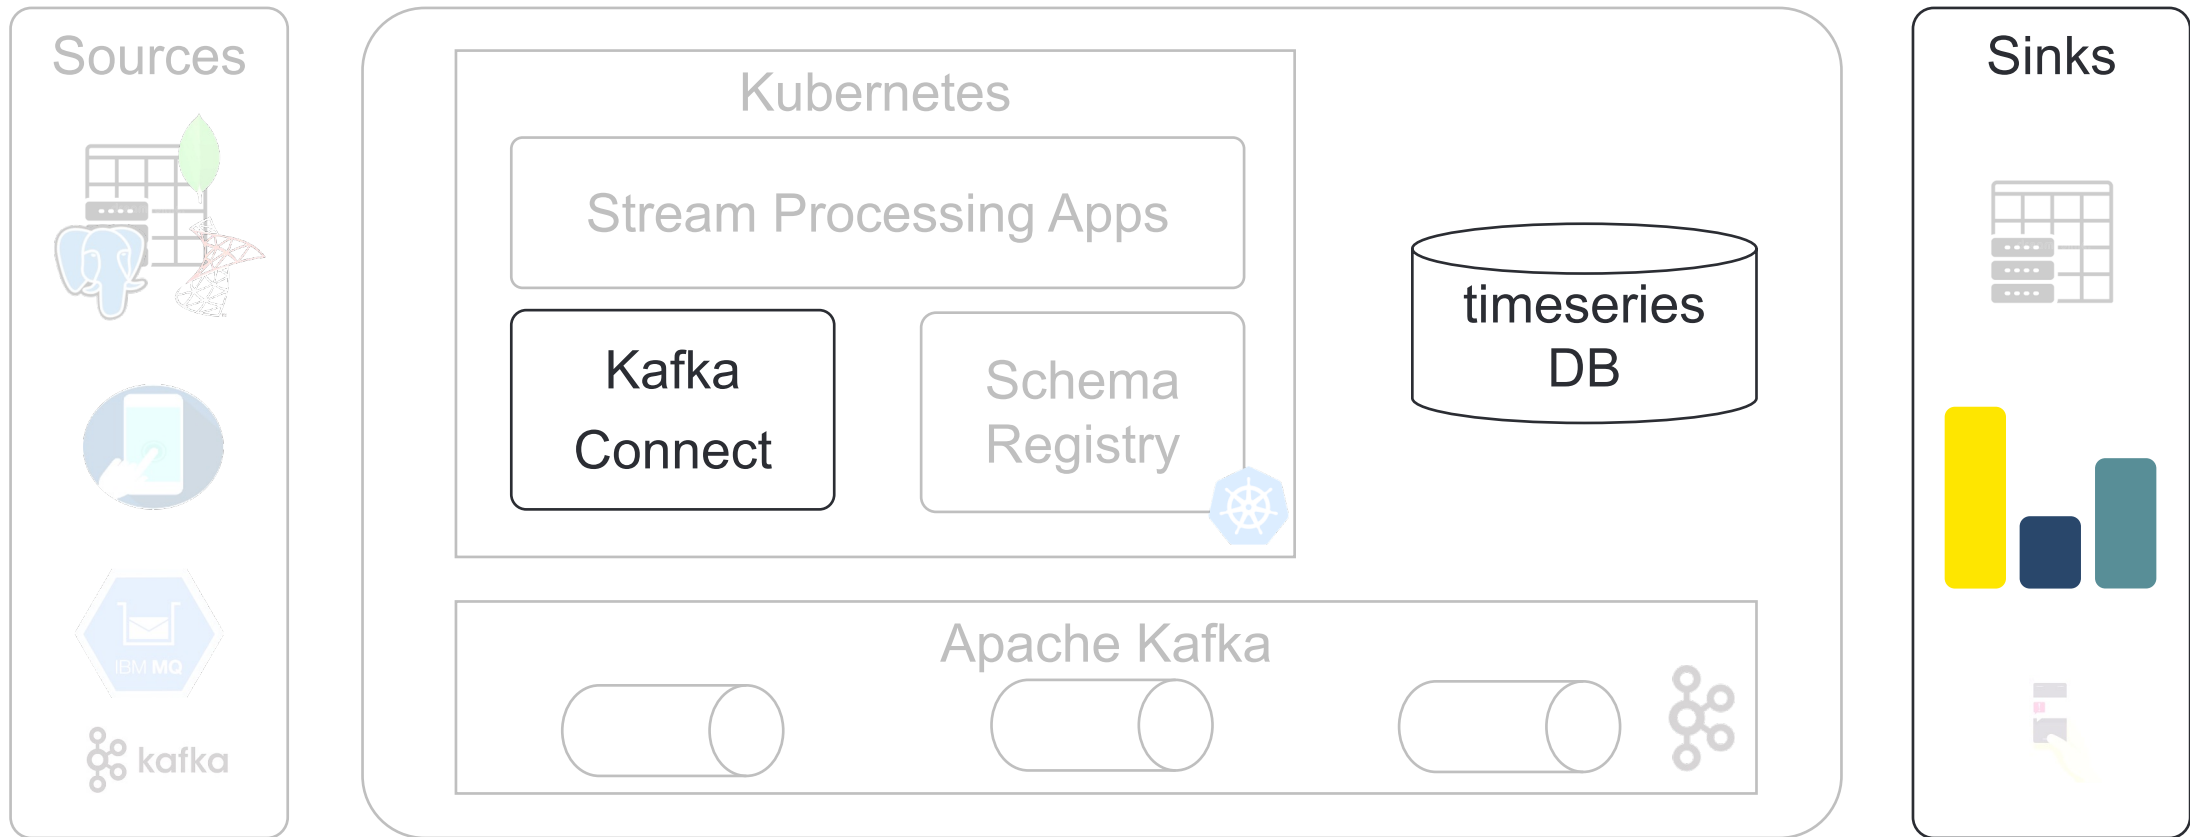 Sources
IBM MQ
kafka
Kubernetes
Stream Processing Apps
Kafka
Connect
Schema
Registry
timeseries
DB
Apache Kafka
Sinks